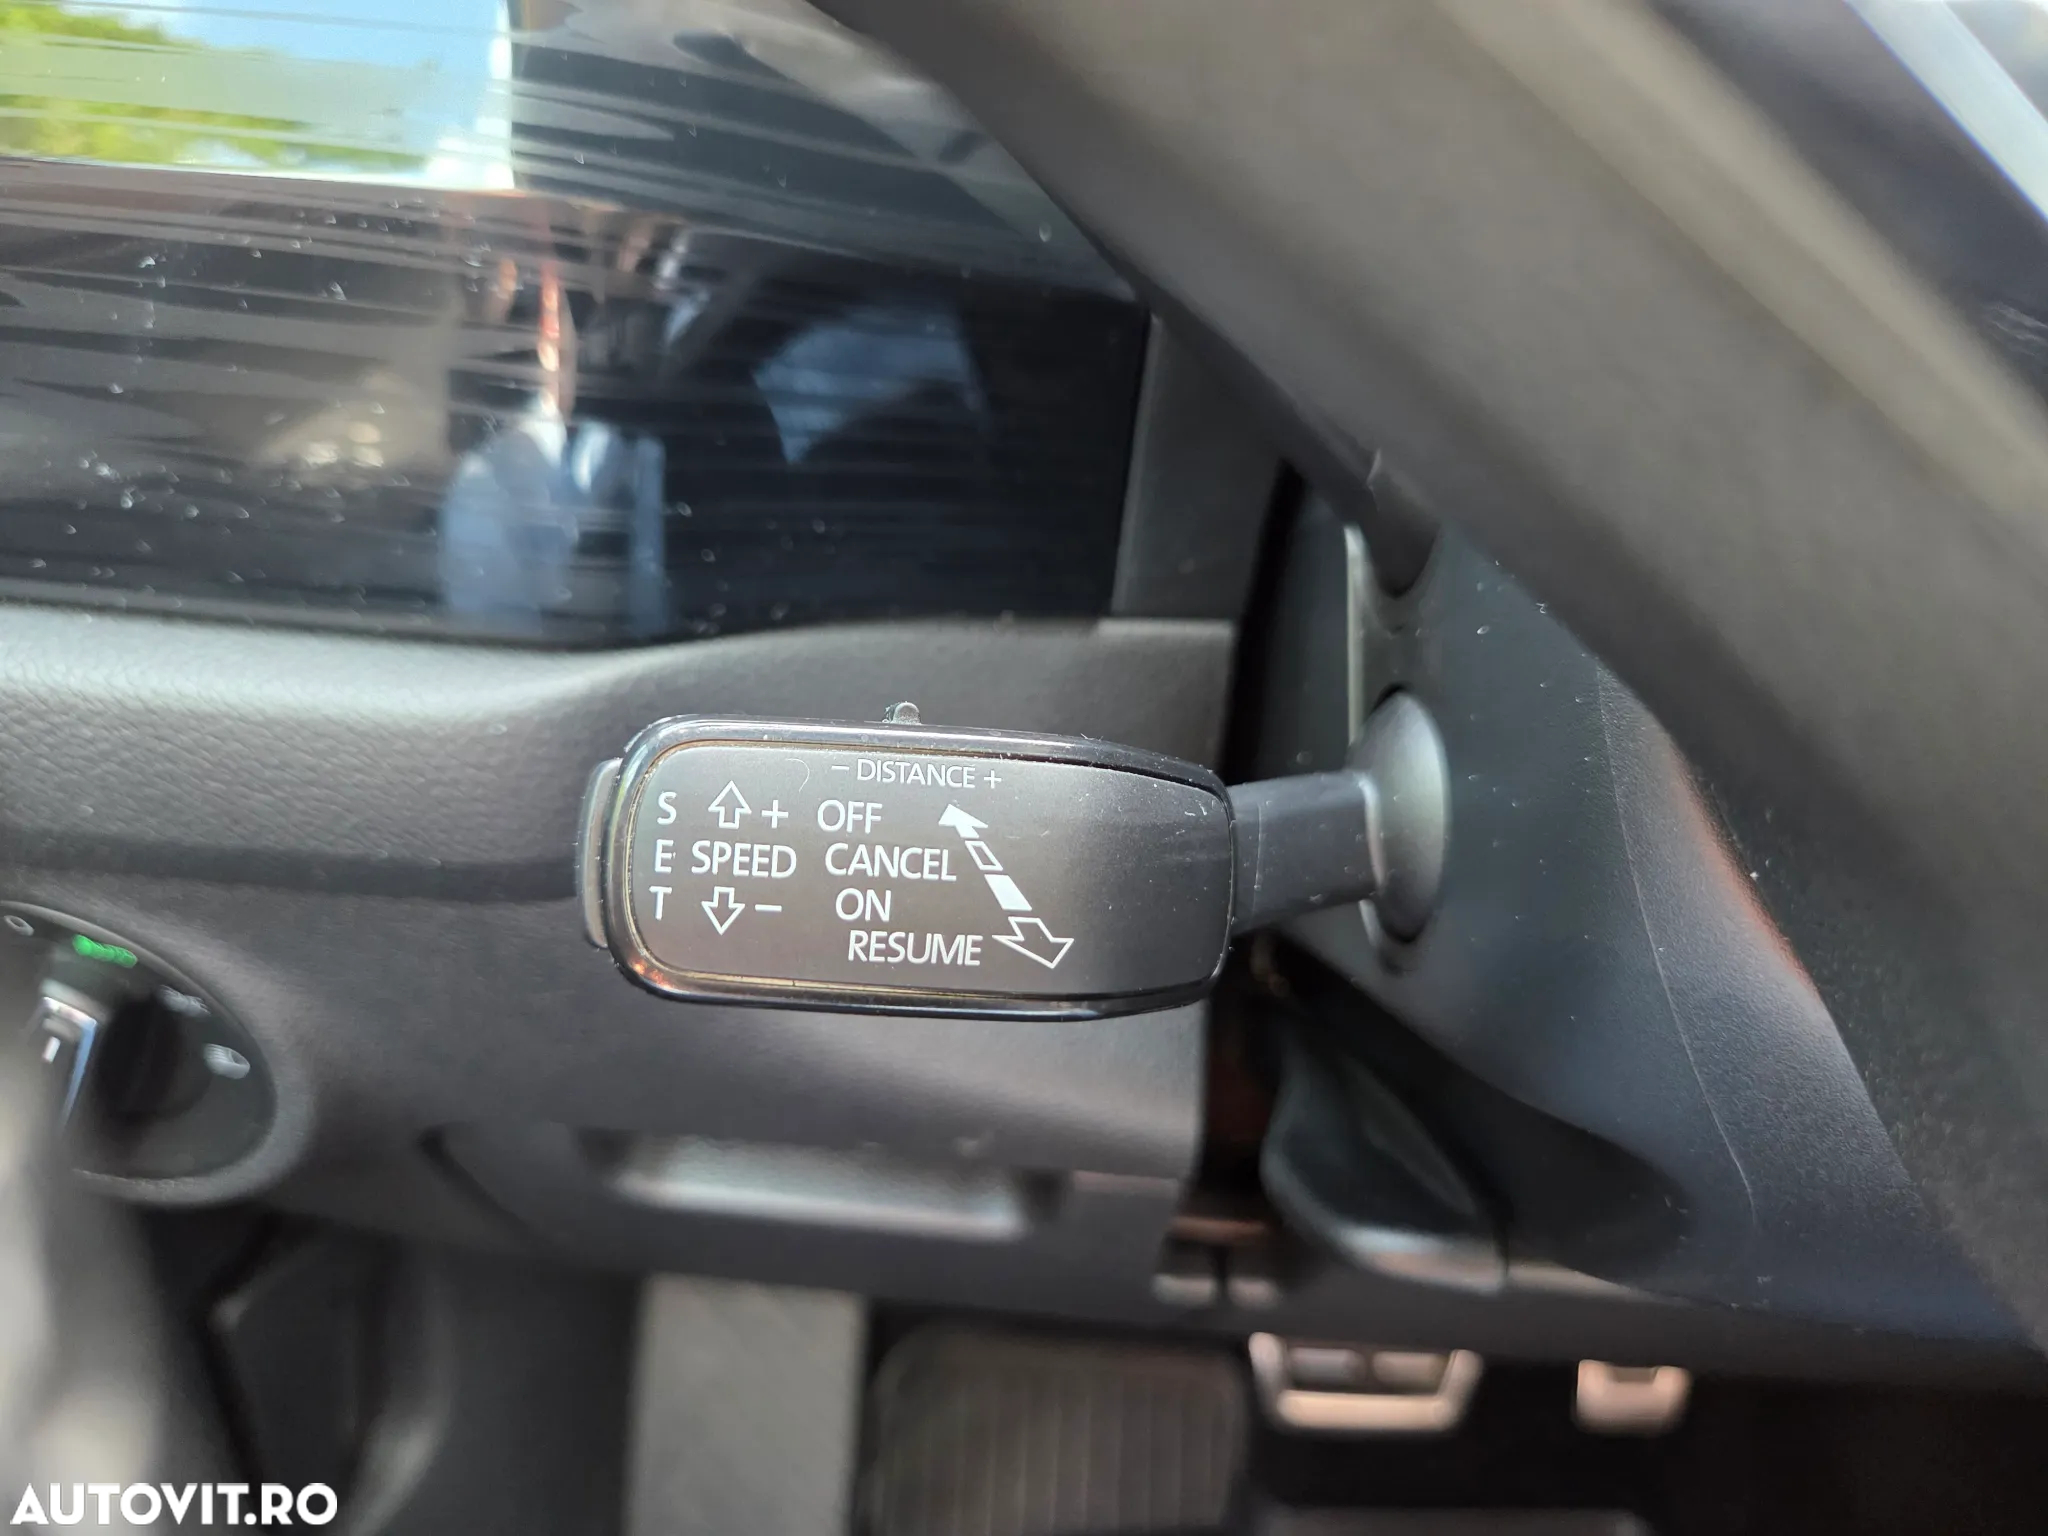 − DISTANCE +
S + OFF
E SPEED CANCEL
T − ON
RESUME
AUTOVIT.RO